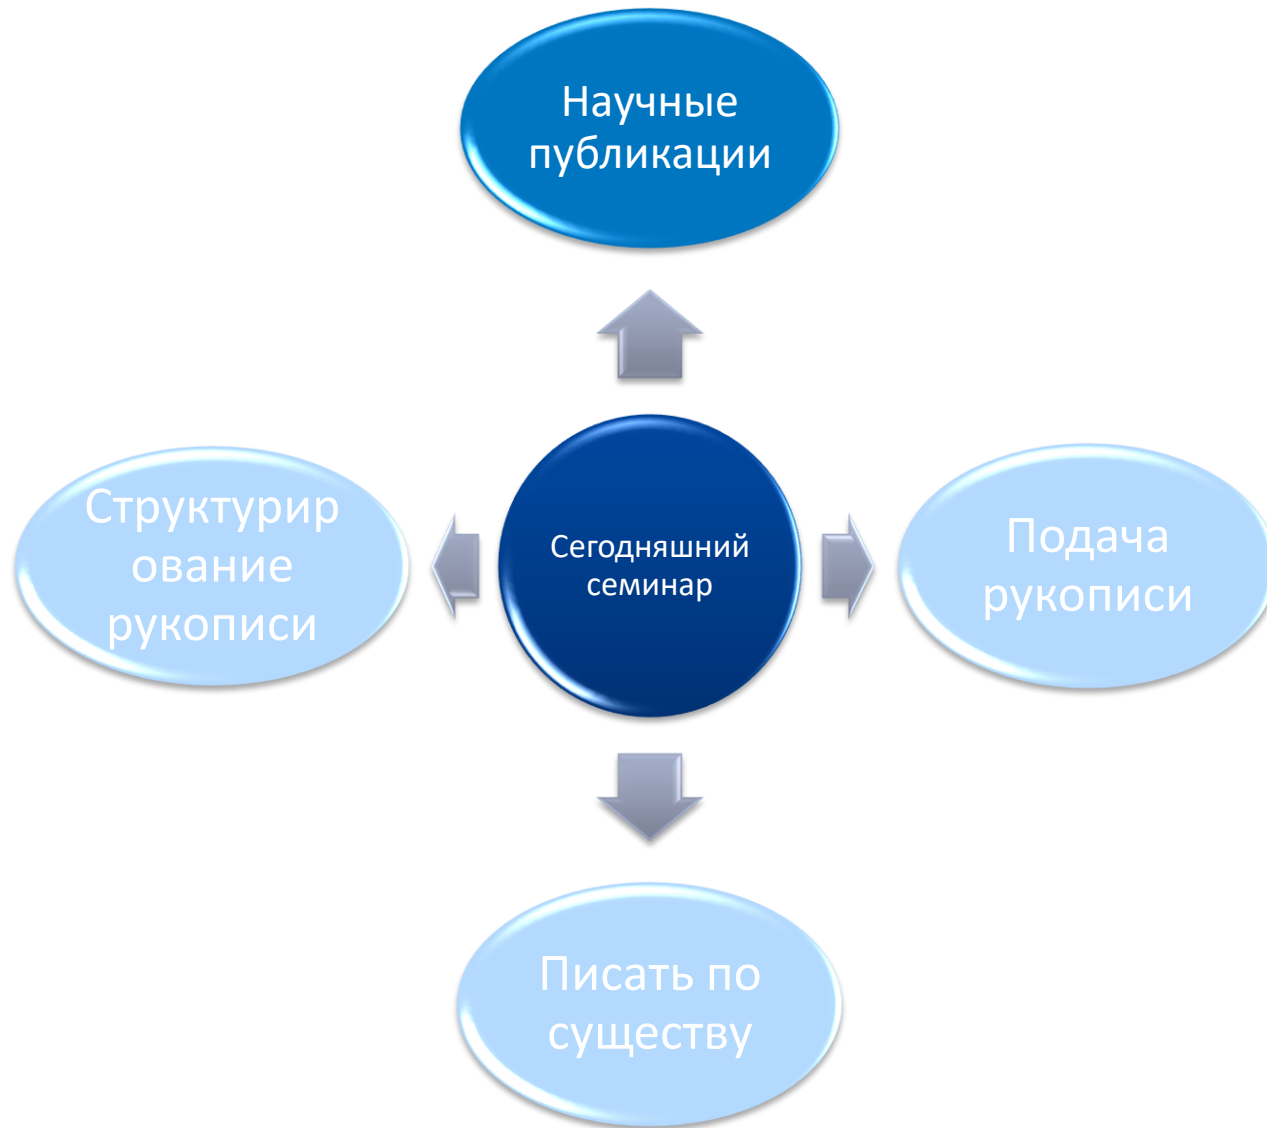 Научные
публикации
Структурир
ование
рукописи
Сегодняшний
семинар
Подача
рукописи
Писать по
существу